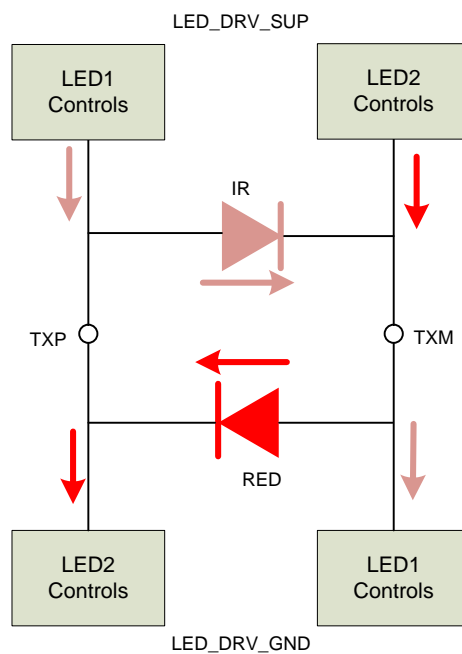 LED_DRV_SUP
LED1
Controls
LED2
Controls
IR
TXP
TXM
RED
LED2
Controls
LED1
Controls
LED_DRV_GND